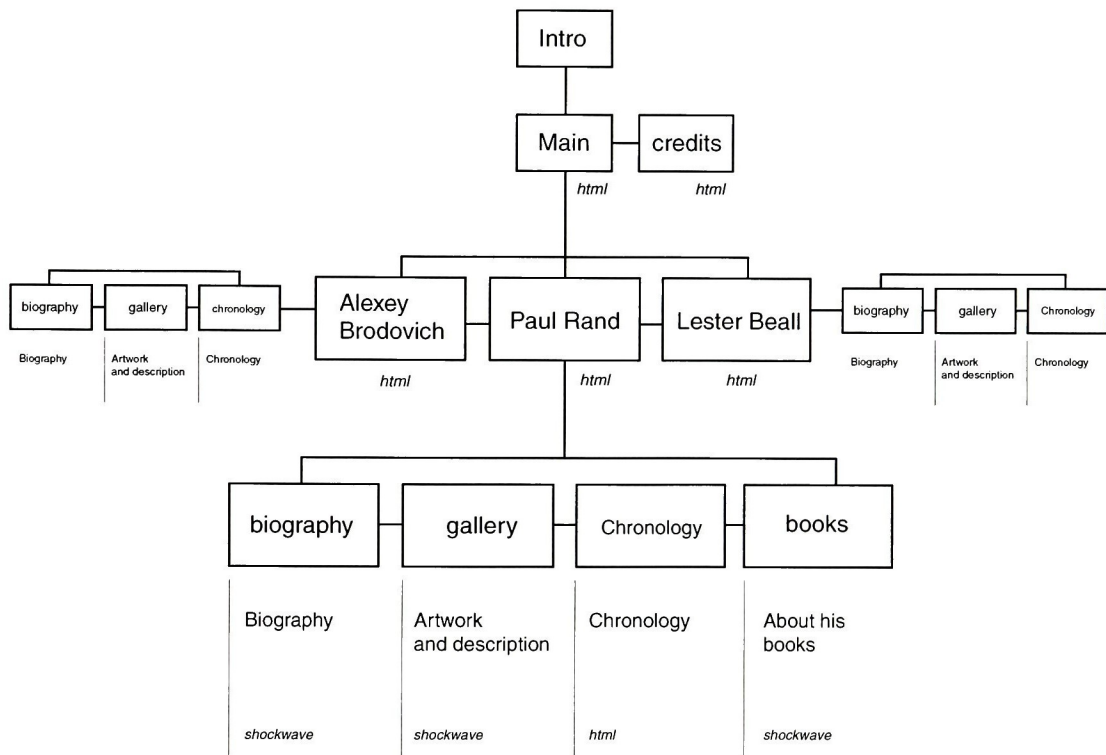 Intro
Main
credits
html
html
biography
gallery
chronology
Alexey
Brodovich
Paul Rand
Lester Beall
biography
gallery
Chronology
Biography
Artwork
and description
Chronology
html
html
html
Biography
Artwork
and description
Chronology
biography
gallery
Chronology
books
Biography
Artwork
and description
Chronology
About his
books
shockwave
shockwave
html
shockwave